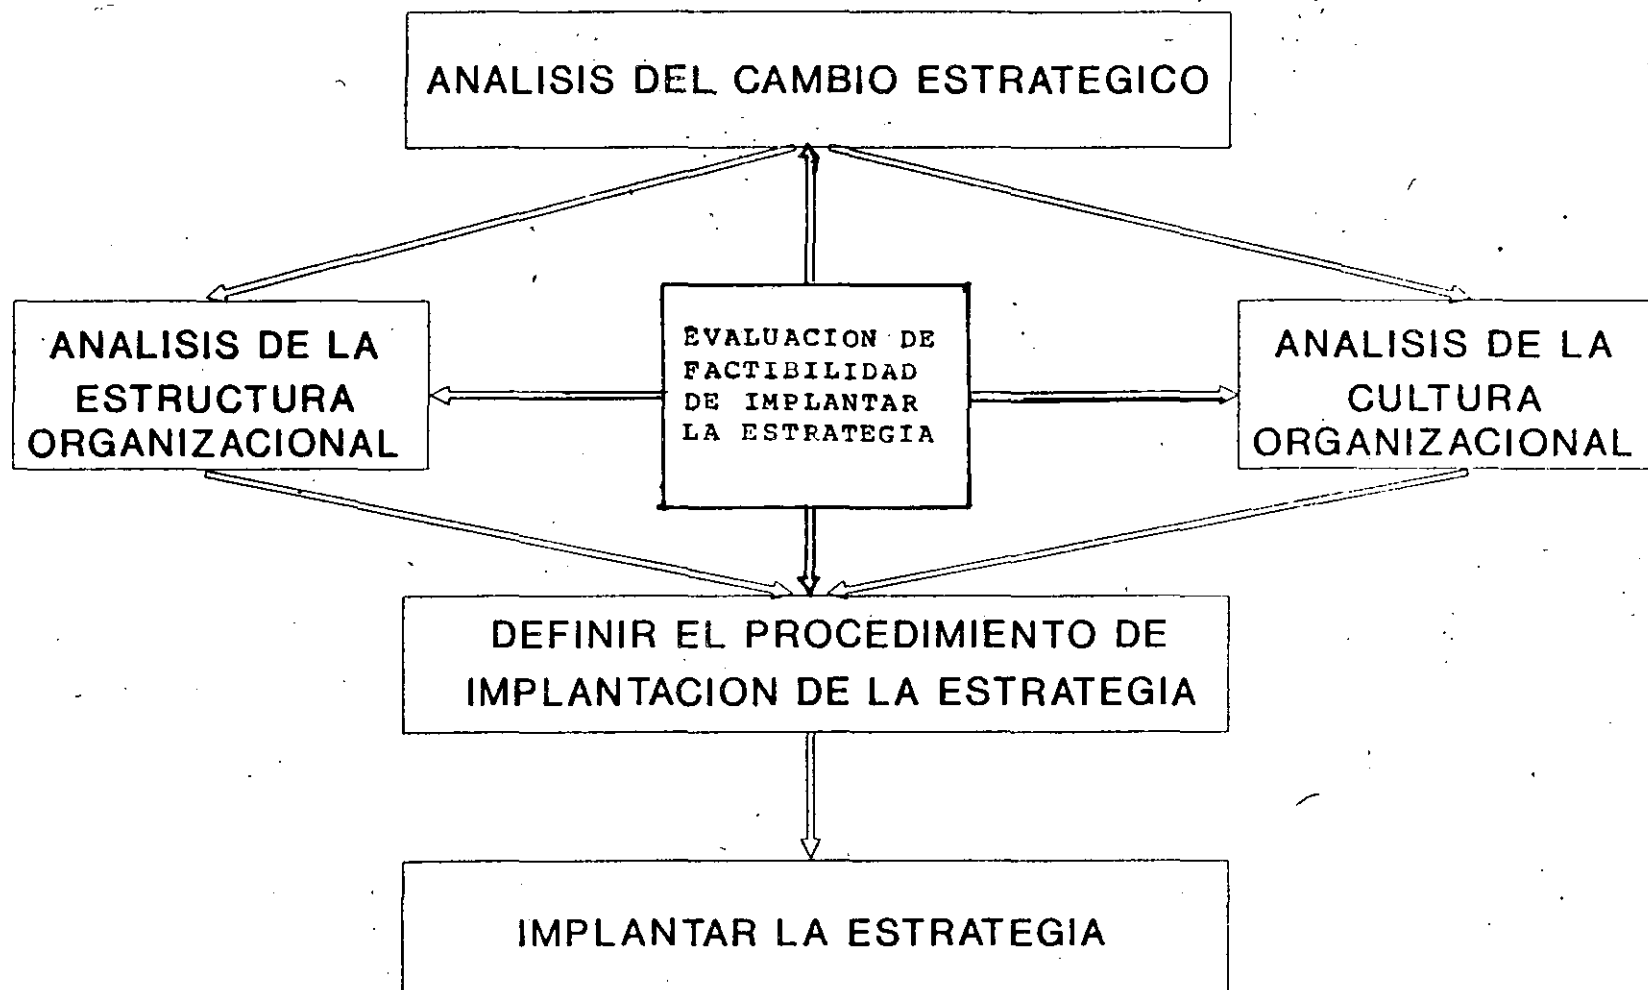 ANALISIS DEL CAMBIO ESTRATEGICO
ANALISIS DE LA
ESTRUCTURA
ORGANIZACIONAL
EVALUACION DE
FACTIBILIDAD
DE IMPLANTAR
LA ESTRATEGIA
ANALISIS DE LA
CULTURA
ORGANIZACIONAL
DEFINIR EL PROCEDIMIENTO DE
IMPLANTACION DE LA ESTRATEGIA
IMPLANTAR LA ESTRATEGIA